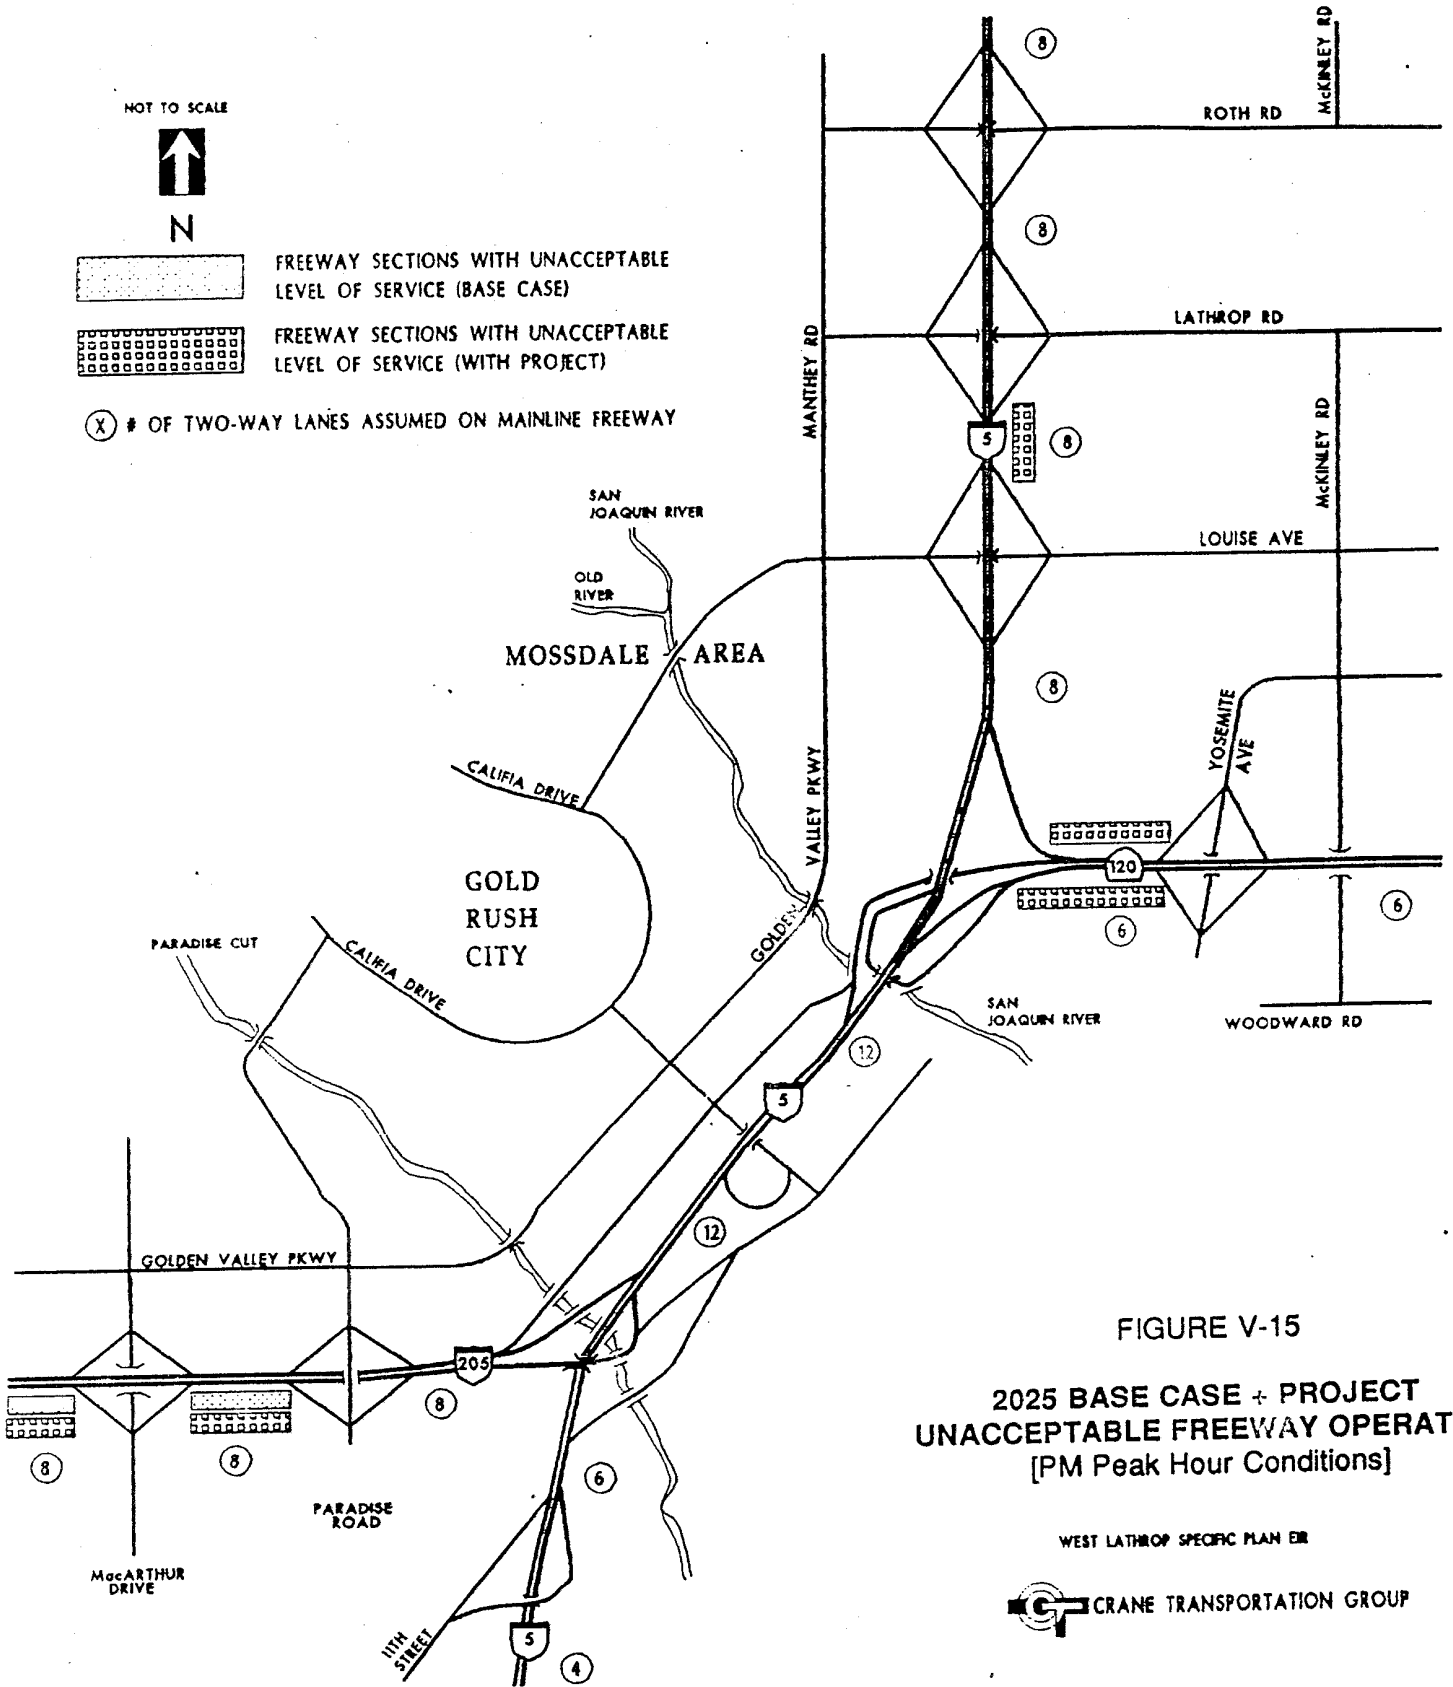 NOT TO SCALE
N
FREEWAY SECTIONS WITH UNACCEPTABLE
LEVEL OF SERVICE (BASE CASE)
FREEWAY SECTIONS WITH UNACCEPTABLE
LEVEL OF SERVICE (WITH PROJECT)
X # OF TWO-WAY LANES ASSUMED ON MAINLINE FREEWAY
8
McKINLEY RD
ROTH RD
8
LATHROP RD
MANTHEY RD
5
8
McKINLEY RD
SAN
JOAQUIN RIVER
LOUISE AVE
OLD
RIVER
MOSSDALE AREA
8
YOSEMITE
AVE
CALIFIA DRIVE
GOLDEN VALLEY PKWY
120
6
6
GOLD
RUSH
CITY
PARADISE CUT
CALIFIA DRIVE
SAN
JOAQUIN RIVER
WOODWARD RD
12
5
12
GOLDEN VALLEY PKWY
205
8
8
8
6
PARADISE
ROAD
MacARTHUR
DRIVE
11TH
STREET
5
4
FIGURE V-15
2025 BASE CASE + PROJECT
UNACCEPTABLE FREEWAY OPERAT
[PM Peak Hour Conditions]
WEST LATHROP SPECIFIC PLAN EIR
CRANE TRANSPORTATION GROUP